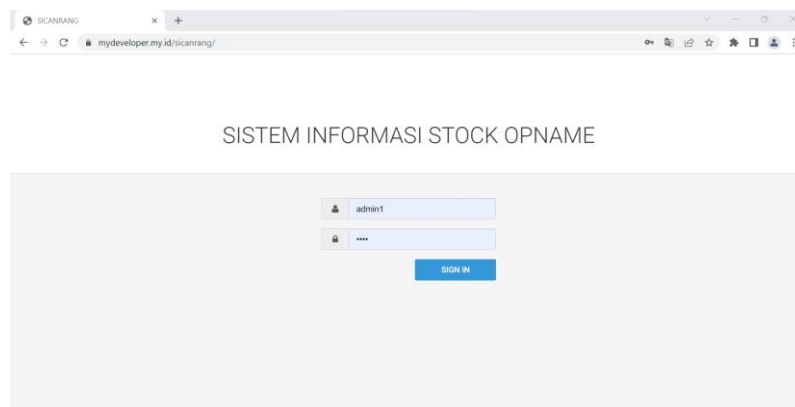 SICANRANG
mydeveloper.my.id/sicanrang/
SISTEM INFORMASI STOCK OPNAME
admin1
••••
SIGN IN